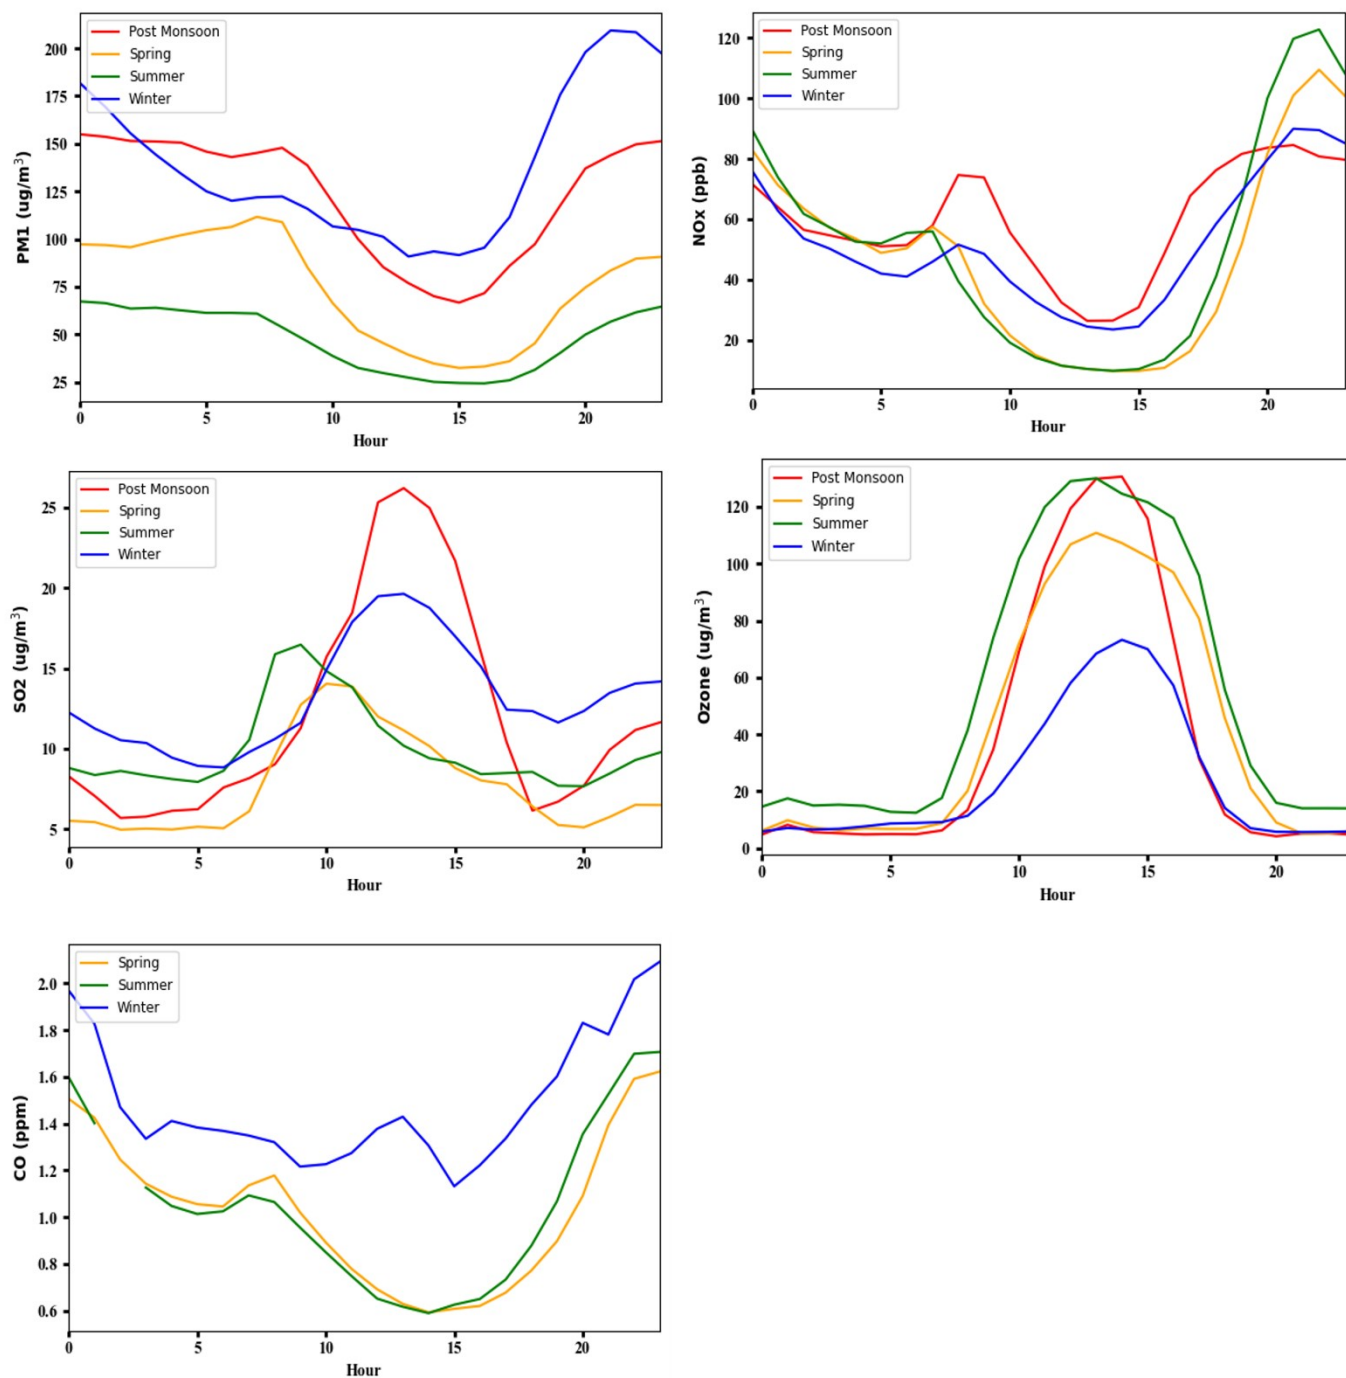 PM1 (ug/m³)
200
175
150
125
100
75
50
25
Post Monsoon
Spring
Summer
Winter
0 5 10 15 20
Hour
NOx (ppb)
120
100
80
60
40
20
Post Monsoon
Spring
Summer
Winter
0 5 10 15 20
Hour
SO2 (ug/m³)
25
20
15
10
5
Post Monsoon
Spring
Summer
Winter
0 5 10 15 20
Hour
Ozone (ug/m³)
120
100
80
60
40
20
0
Post Monsoon
Spring
Summer
Winter
0 5 10 15 20
Hour
CO (ppm)
2.0
1.8
1.6
1.4
1.2
1.0
0.8
0.6
Spring
Summer
Winter
0 5 10 15 20
Hour